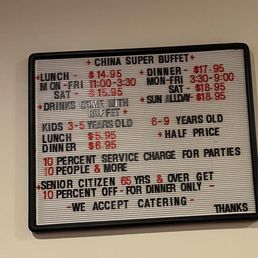 + CHINA SUPER BUFFET +
+ LUNCH - $14.95
MON-FRI 11:00-3:30
SAT - $15.95
+ DINNER - $17.95
MON-FRI 3:30-9:00
SAT - $18.95
SUN ALLDAY- $18.95
+ DRINKS COME WITH
BUFFET +
KIDS 3-5 YEARS OLD
LUNCH $5.95
DINNER $6.95
6-9 YEARS OLD
+ HALF PRICE
10 PERCENT SERVICE CHARGE FOR PARTIES
10 PEOPLE & MORE
+ SENIOR CITIZEN 65 YRS & OVER GET
10 PERCENT OFF - FOR DINNER ONLY -
- WE ACCEPT CATERING -
THANKS